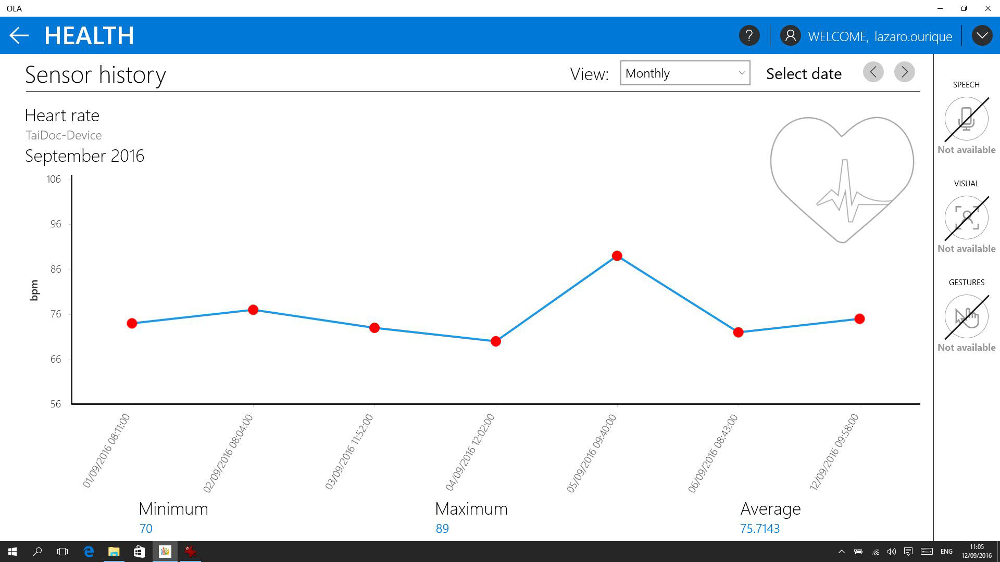 OLA
HEALTH
? WELCOME, lazaro.ourique
Sensor history
View: Monthly Select date
Heart rate
TaiDoc-Device
September 2016
106
96
86
76
66
56
bpm
01/09/2016 08:11:00
02/09/2016 08:04:00
03/09/2016 11:52:00
04/09/2016 12:02:00
05/09/2016 09:40:00
06/09/2016 08:43:00
12/09/2016 09:58:00
Minimum
70
Maximum
89
Average
75.7143
SPEECH
Not available
VISUAL
Not available
GESTURES
Not available
ENG
11:05
12/09/2016